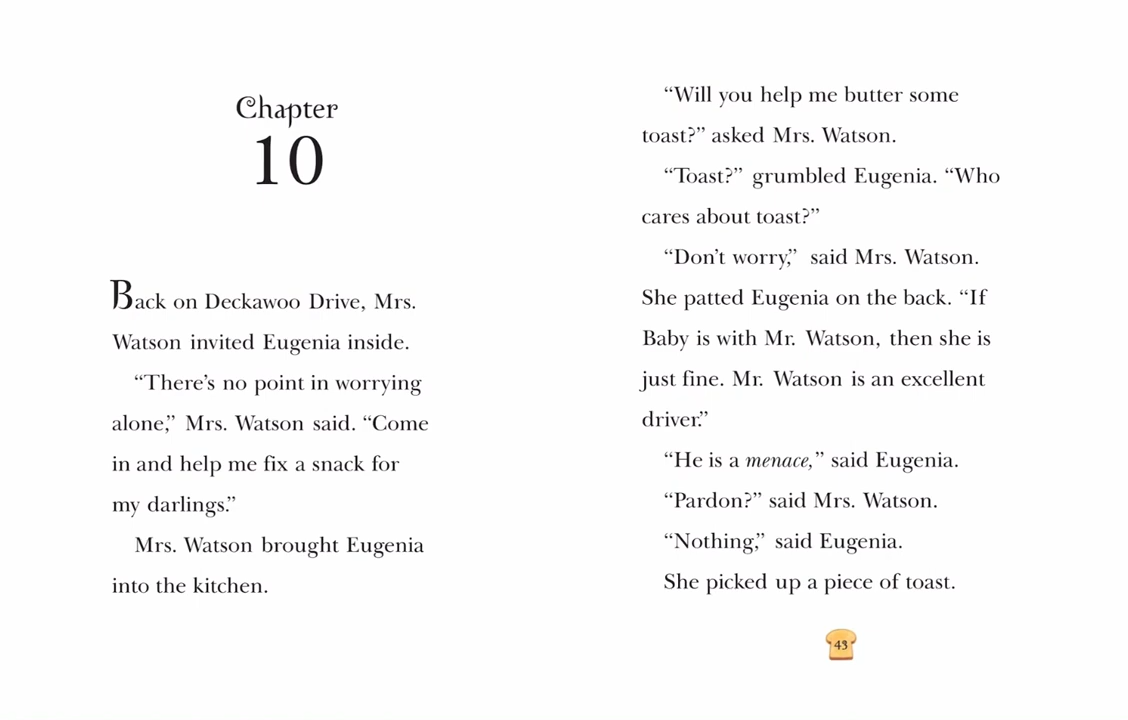 Chapter
10
Back on Deckawoo Drive, Mrs.
Watson invited Eugenia inside.
“There’s no point in worrying
alone,” Mrs. Watson said. “Come
in and help me fix a snack for
my darlings.”
Mrs. Watson brought Eugenia
into the kitchen.
“Will you help me butter some
toast?” asked Mrs. Watson.
“Toast?” grumbled Eugenia. “Who
cares about toast?”
“Don’t worry,” said Mrs. Watson.
She patted Eugenia on the back. “If
Baby is with Mr. Watson, then she is
just fine. Mr. Watson is an excellent
driver.”
“He is a menace,” said Eugenia.
“Pardon?” said Mrs. Watson.
“Nothing,” said Eugenia.
She picked up a piece of toast.
43